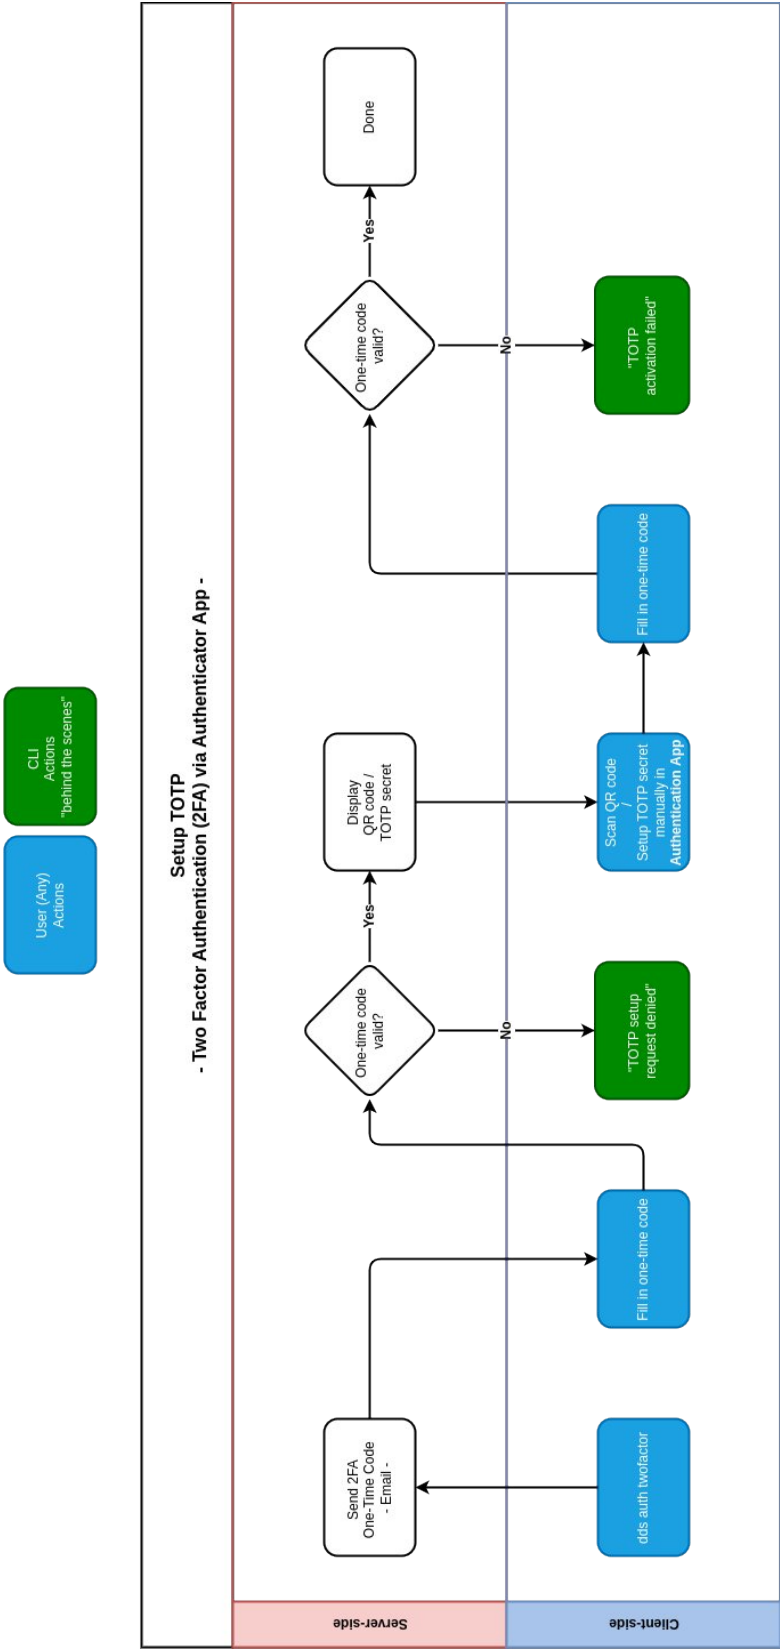 User (Any)
Actions
CLI
Actions
"behind the scenes"
Setup TOTP
- Two Factor Authentication (2FA) via Authenticator App -
Server-side
Send 2FA
One-Time Code
- Email -
One-time code
valid?
Yes
No
Display
QR code /
TOTP secret
One-time code
valid?
Yes
No
Done
Client-side
dds auth twofactor
Fill in one-time code
"TOTP setup
request denied"
Scan QR code
/
Setup TOTP secret
manually in
Authentication App
Fill in one-time code
"TOTP
activation failed"